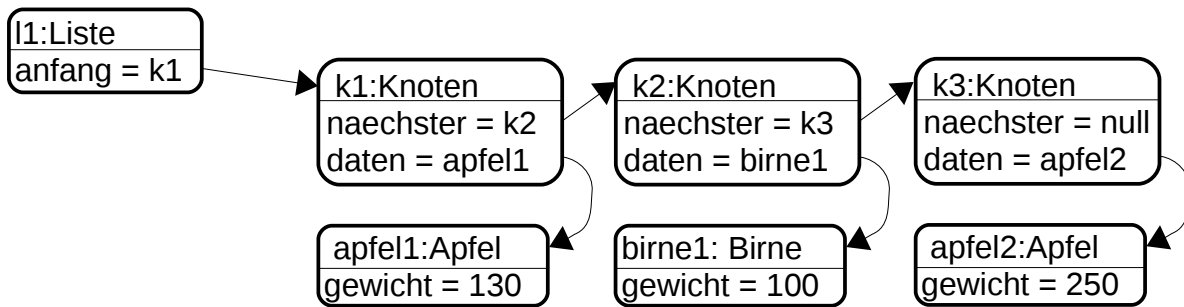 l1:Liste
anfang = k1
k1:Knoten
naechster = k2
daten = apfel1
k2:Knoten
naechster = k3
daten = birne1
k3:Knoten
naechster = null
daten = apfel2
apfel1:Apfel
gewicht = 130
birne1: Birne
gewicht = 100
apfel2:Apfel
gewicht = 250